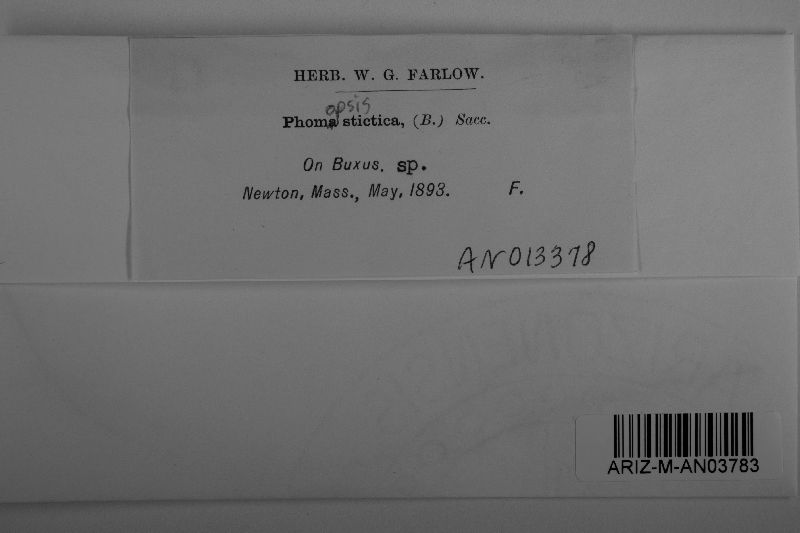 HERB. W. G. FARLOW.
opsis
Phoma stictica, (B.) Sacc.
On Buxus, sp.
Newton, Mass., May, 1893. F.
AN013378
ARIZ-M-AN03783